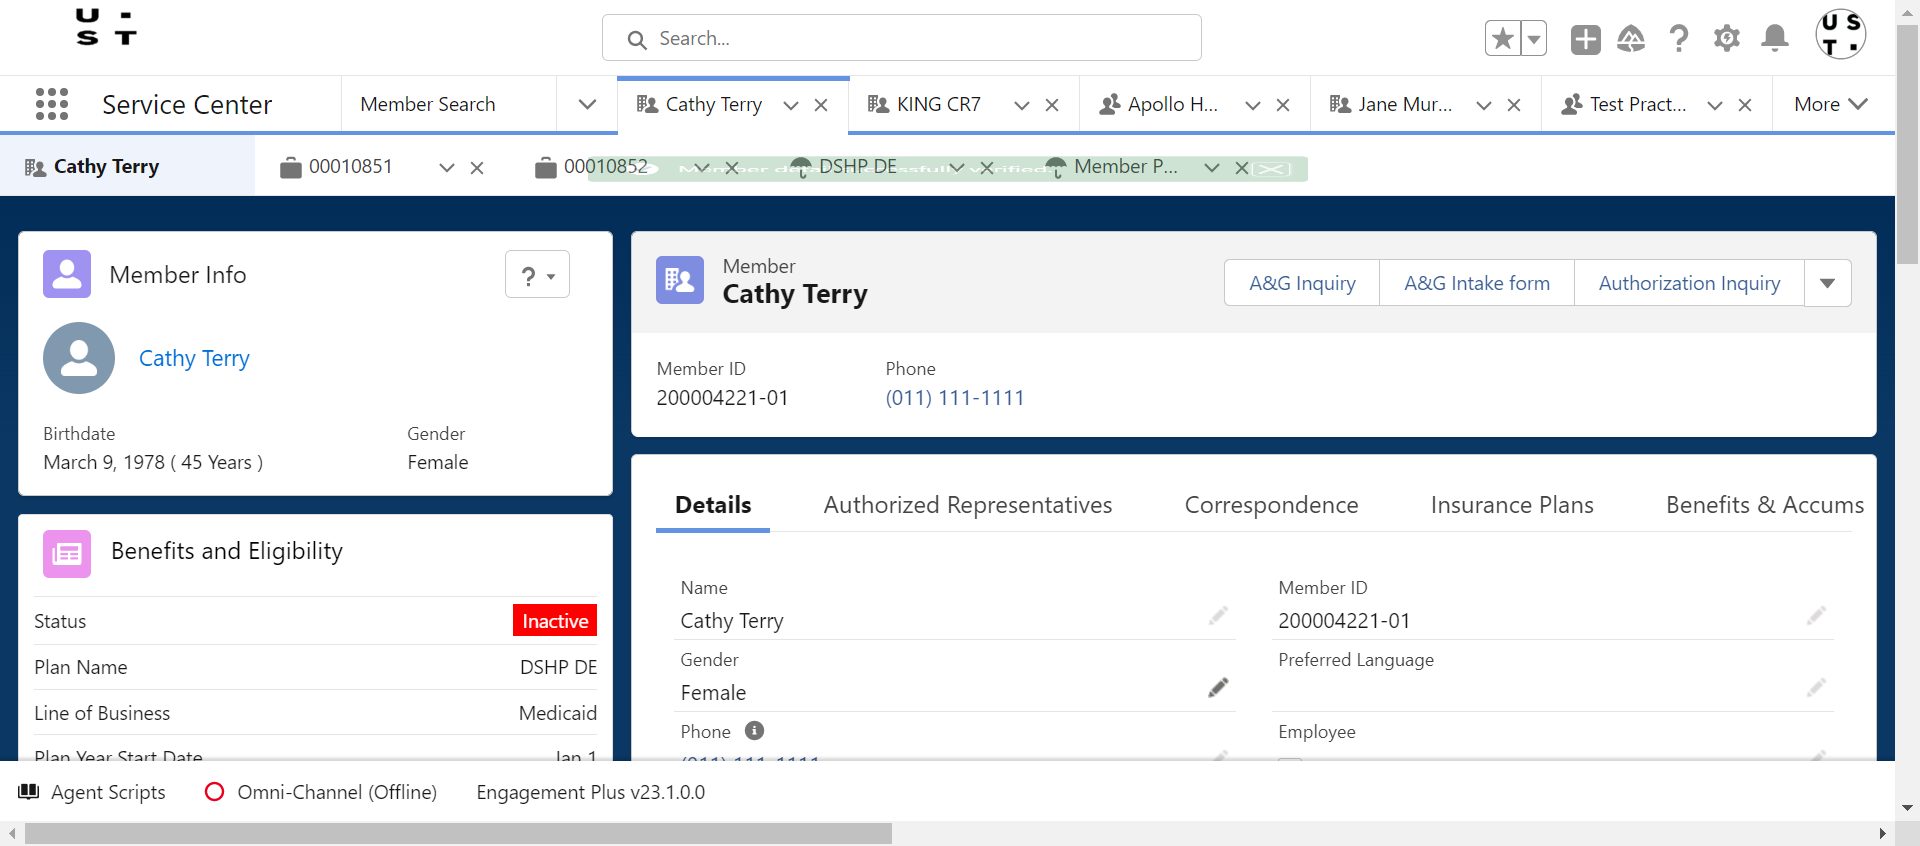 U -
S T
Search...
U S
T .
Service Center
Member Search
Cathy Terry
KING CR7
Apollo H...
Jane Mur...
Test Pract...
More
Cathy Terry
00010851
00010852
DSHP DE
Member P...
Member Info
?
Cathy Terry
Birthdate
Gender
March 9, 1978 ( 45 Years )
Female
Benefits and Eligibility
Status
Inactive
Plan Name
DSHP DE
Line of Business
Medicaid
Plan Year Start Date
Jan 1
Member
Cathy Terry
A&G Inquiry
A&G Intake form
Authorization Inquiry
Member ID
Phone
200004221-01
(011) 111-1111
Details
Authorized Representatives
Correspondence
Insurance Plans
Benefits & Accums
Name
Member ID
Cathy Terry
200004221-01
Gender
Preferred Language
Female
Phone
Employee
(011) 111-1111
Agent Scripts
Omni-Channel (Offline)
Engagement Plus v23.1.0.0